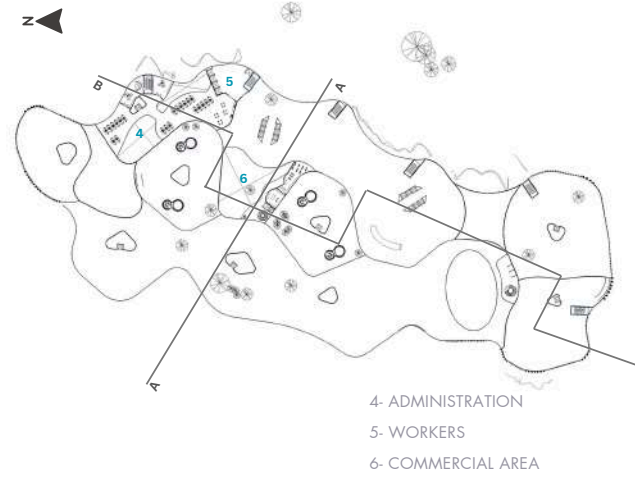 N
B
A
5
4
6
A
4- ADMINISTRATION
5- WORKERS
6- COMMERCIAL AREA